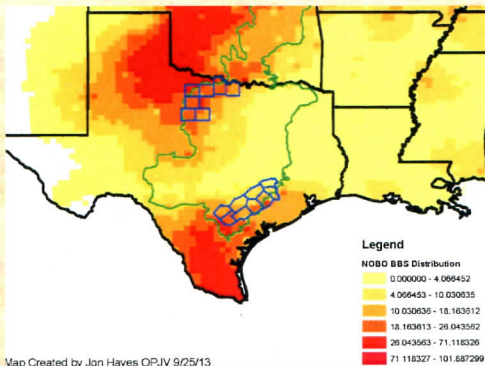 Legend
NOBO BBS Distribution
0.000000 - 4.066452
4.066453 - 10.030635
10.030636 - 18.163612
18.163613 - 26.043562
26.043563 - 71.118326
71.118327 - 101.887299
Map Created by Jon Hayes OPJV 9/25/13